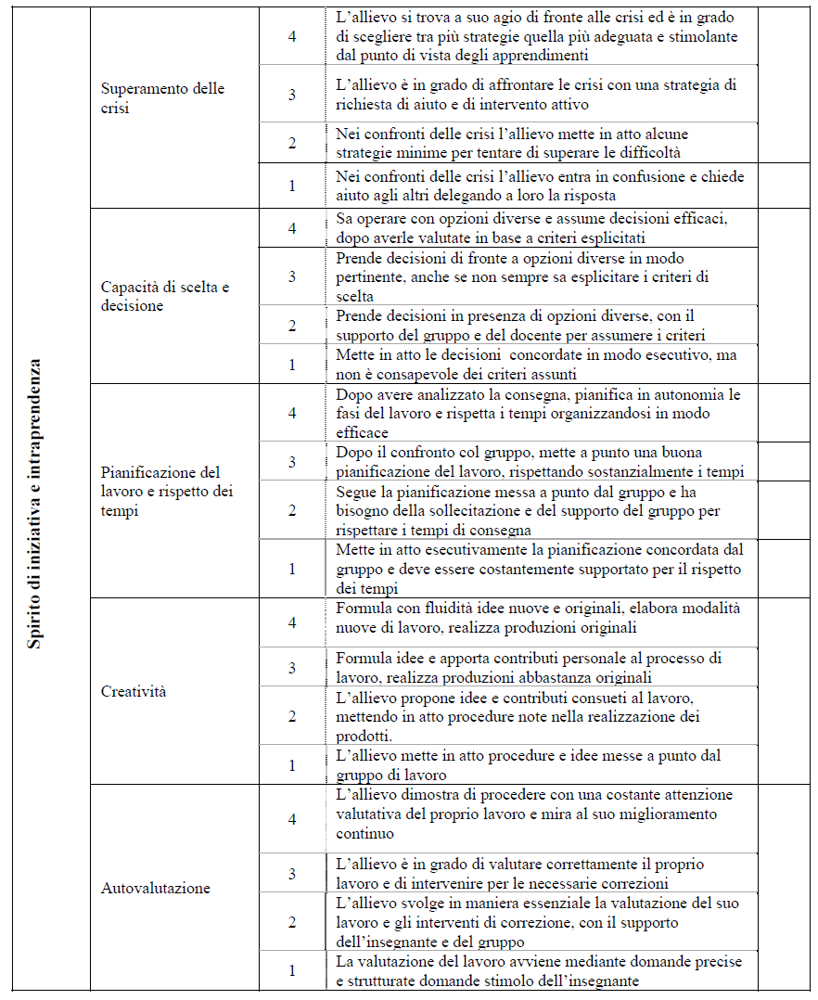 Spirito di iniziativa e intraprendenza
Superamento delle
crisi
4
L'allievo si trova a suo agio di fronte alle crisi ed è in grado
di scegliere tra più strategie quella più adeguata e stimolante
dal punto di vista degli apprendimenti
3
L'allievo è in grado di affrontare le crisi con una strategia di
richiesta di aiuto e di intervento attivo
2
Nei confronti delle crisi l'allievo mette in atto alcune
strategie minime per tentare di superare le difficoltà
1
Nei confronti delle crisi l'allievo entra in confusione e chiede
aiuto agli altri delegando a loro la risposta
Capacità di scelta e
decisione
4
Sa operare con opzioni diverse e assume decisioni efficaci,
dopo averle valutate in base a criteri esplicitati
3
Prende decisioni di fronte a opzioni diverse in modo
pertinente, anche se non sempre sa esplicitare i criteri di
scelta
2
Prende decisioni in presenza di opzioni diverse, con il
supporto del gruppo e del docente per assumere i criteri
1
Mette in atto le decisioni concordate in modo esecutivo, ma
non è consapevole dei criteri assunti
Pianificazione del
lavoro e rispetto dei
tempi
4
Dopo avere analizzato la consegna, pianifica in autonomia le
fasi del lavoro e rispetta i tempi organizzandosi in modo
efficace
3
Dopo il confronto col gruppo, mette a punto una buona
pianificazione del lavoro, rispettando sostanzialmente i tempi
2
Segue la pianificazione messa a punto dal gruppo e ha
bisogno della sollecitazione e del supporto del gruppo per
rispettare i tempi di consegna
1
Mette in atto esecutivamente la pianificazione concordata dal
gruppo e deve essere costantemente supportato per il rispetto
dei tempi
Creatività
4
Formula con fluidità idee nuove e originali, elabora modalità
nuove di lavoro, realizza produzioni originali
3
Formula idee e apporta contributi personale al processo di
lavoro, realizza produzioni abbastanza originali
2
L'allievo propone idee e contributi consueti al lavoro,
mettendo in atto procedure note nella realizzazione dei
prodotti.
1
L'allievo mette in atto procedure e idee messe a punto dal
gruppo di lavoro
Autovalutazione
4
L'allievo dimostra di procedere con una costante attenzione
valutativa del proprio lavoro e mira al suo miglioramento
continuo
3
L'allievo è in grado di valutare correttamente il proprio
lavoro e di intervenire per le necessarie correzioni
2
L'allievo svolge in maniera essenziale la valutazione del suo
lavoro e gli interventi di correzione, con il supporto
dell'insegnante e del gruppo
1
La valutazione del lavoro avviene mediante domande precise
e strutturate domande stimolo dell'insegnante